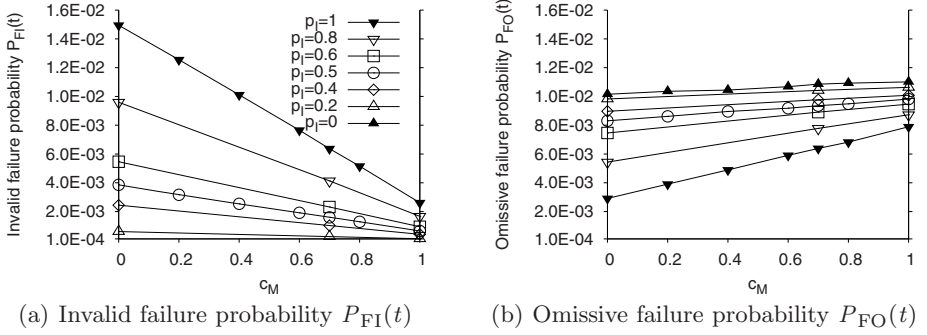 Invalid failure probability P_FI(t)
1.6E-02
1.4E-02
1.2E-02
1.0E-02
8.0E-03
6.0E-03
4.0E-03
2.0E-03
1.0E-04
0 0.2 0.4 0.6 0.8 1
c_M
p_I=1
p_I=0.8
p_I=0.6
p_I=0.5
p_I=0.4
p_I=0.2
p_I=0
(a) Invalid failure probability P_FI(t)
Omissive failure probability P_FO(t)
1.6E-02
1.4E-02
1.2E-02
1.0E-02
8.0E-03
6.0E-03
4.0E-03
2.0E-03
1.0E-04
0 0.2 0.4 0.6 0.8 1
c_M
(b) Omissive failure probability P_FO(t)